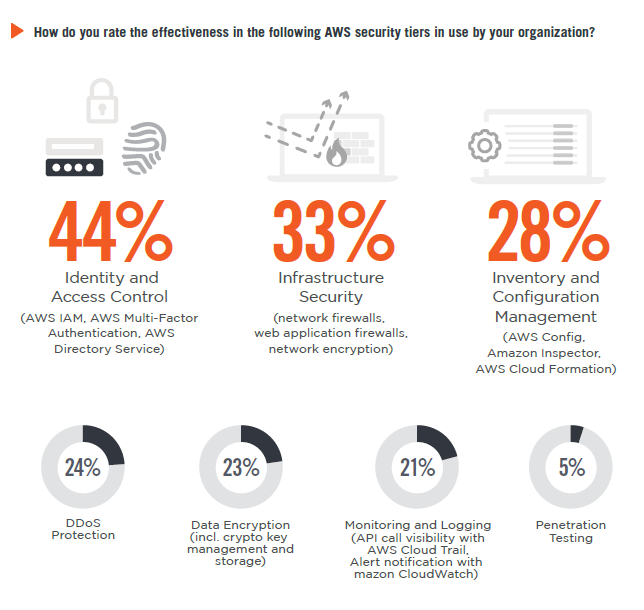 How do you rate the effectiveness in the following AWS security tiers in use by your organization?
44%
Identity and
Access Control
(AWS IAM, AWS Multi-Factor
Authentication, AWS
Directory Service)
33%
Infrastructure
Security
(network firewalls,
web application firewalls,
network encryption)
28%
Inventory and
Configuration
Management
(AWS Config,
Amazon Inspector,
AWS Cloud Formation)
24%
DDoS
Protection
23%
Data Encryption
(incl. crypto key
management and
storage)
21%
Monitoring and Logging
(API call visibility with
AWS Cloud Trail,
Alert notification with
mazon CloudWatch)
5%
Penetration
Testing